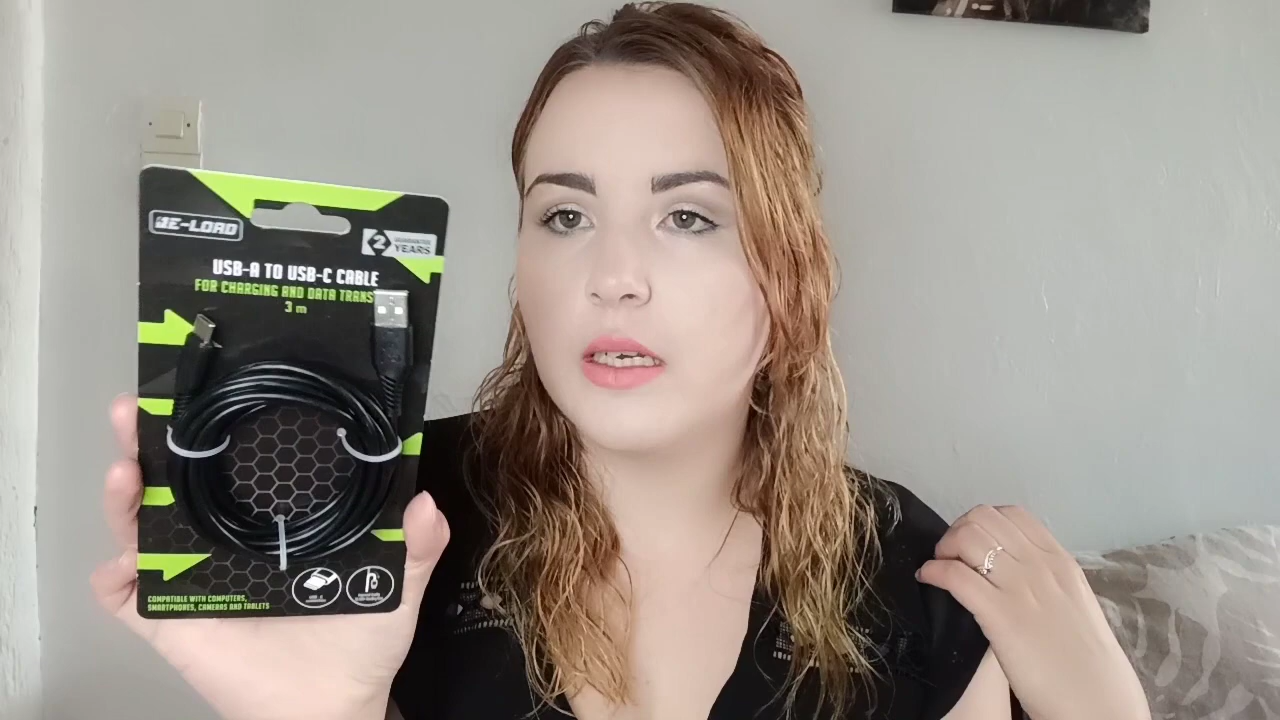 RE-LOAD
2 GUARANTEE
YEARS
USB-A TO USB-C CABLE
FOR CHARGING AND DATA TRANS
3 m
COMPATIBLE WITH COMPUTERS,
SMARTPHONES, CAMERAS AND TABLETS